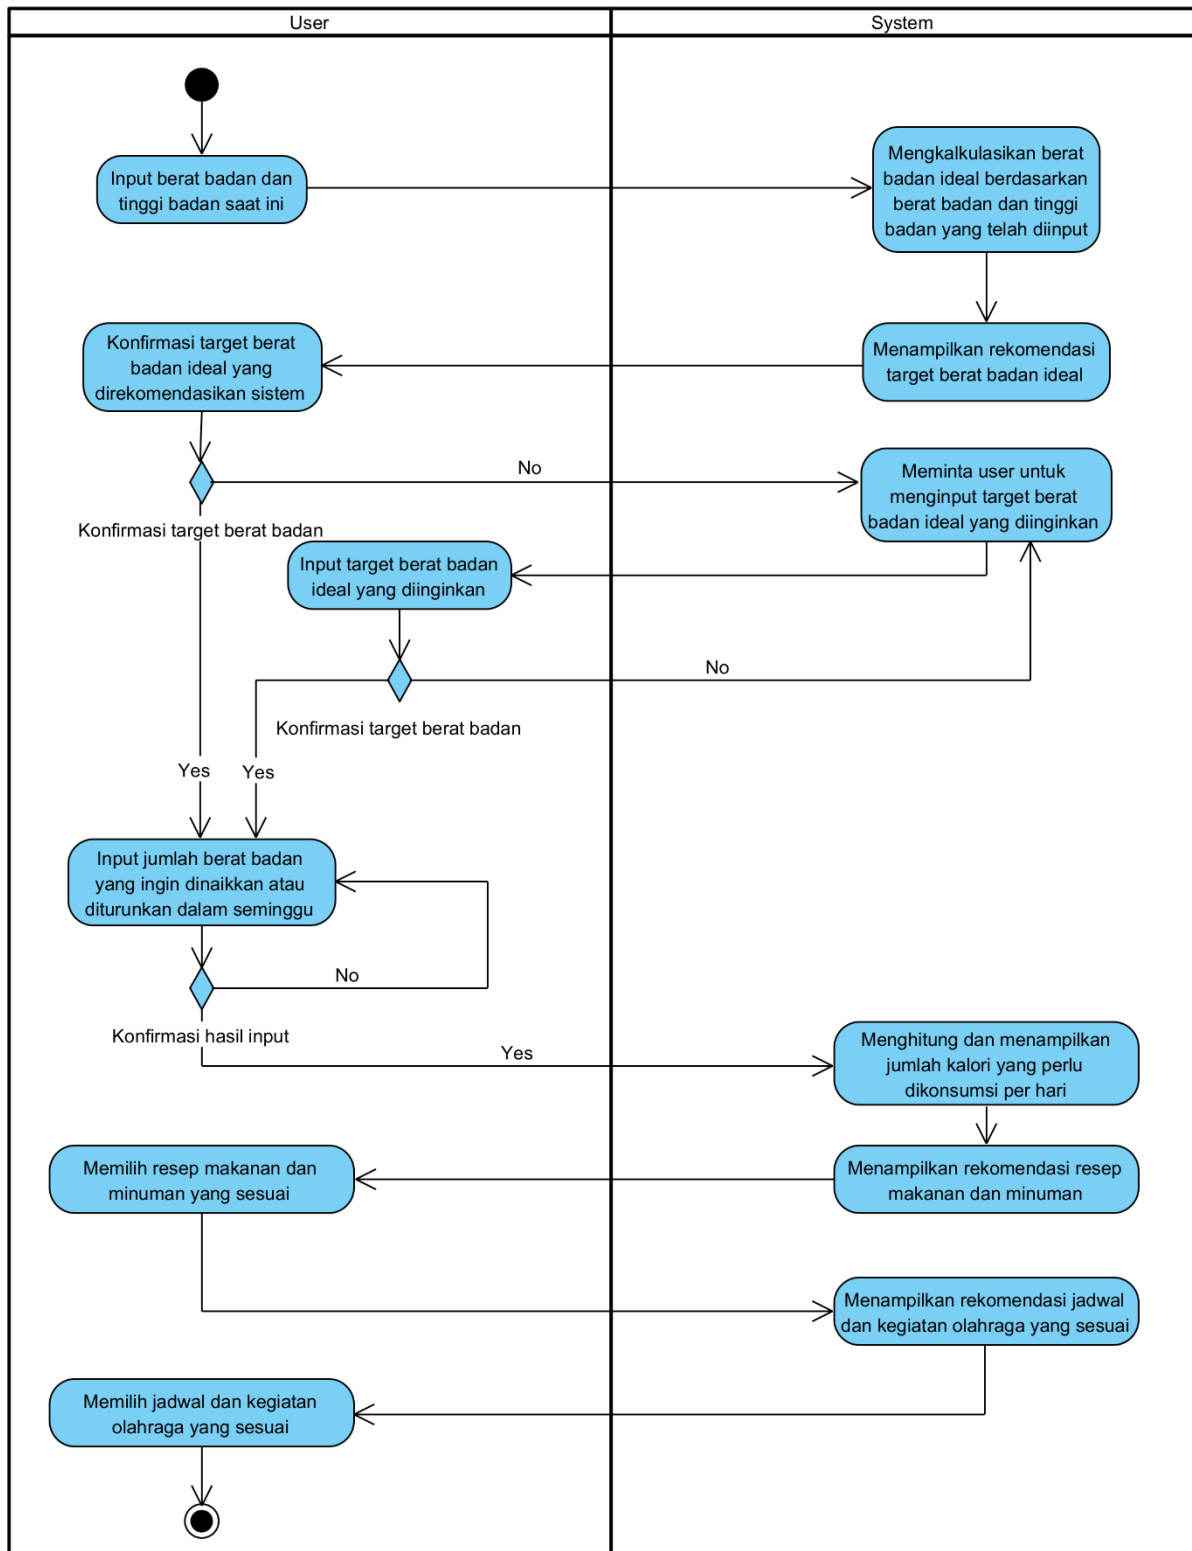 User
System
Input berat badan dan
tinggi badan saat ini
Mengkalkulasikan berat
badan ideal berdasarkan
berat badan dan tinggi
badan yang telah diinput
Menampilkan rekomendasi
target berat badan ideal
Konfirmasi target berat
badan ideal yang
direkomendasikan sistem
No
Konfirmasi target berat badan
Meminta user untuk
menginput target berat
badan ideal yang diinginkan
Input target berat badan
ideal yang diinginkan
No
Konfirmasi target berat badan
Yes
Yes
Input jumlah berat badan
yang ingin dinaikkan atau
diturunkan dalam seminggu
No
Konfirmasi hasil input
Yes
Menghitung dan menampilkan
jumlah kalori yang perlu
dikonsumsi per hari
Menampilkan rekomendasi resep
makanan dan minuman
Memilih resep makanan dan
minuman yang sesuai
Menampilkan rekomendasi jadwal
dan kegiatan olahraga yang sesuai
Memilih jadwal dan kegiatan
olahraga yang sesuai